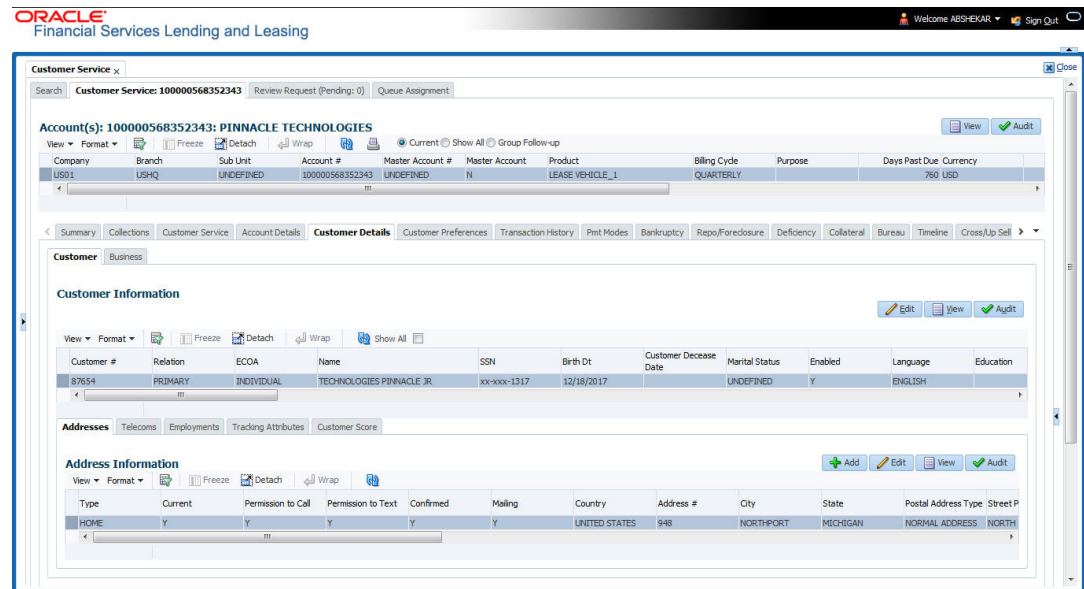 ORACLE®
Financial Services Lending and Leasing
Welcome ABSHEKAR Sign Out
Customer Service x
Close
Search Customer Service: 100000568352343 Review Request (Pending: 0) Queue Assignment
Account(s): 100000568352343: PINNACLE TECHNOLOGIES
View Audit
View Format Freeze Detach Wrap Current Show All Group Follow-up
Company Branch Sub Unit Account # Master Account # Master Account Product Billing Cycle Purpose Days Past Due Currency
US01 USHQ UNDEFINED 100000568352343 UNDEFINED N LEASE VEHICLE_1 QUARTERLY 760 USD
Summary Collections Customer Service Account Details Customer Details Customer Preferences Transaction History Pmt Modes Bankruptcy Repo/Foreclosure Deficiency Collateral Bureau Timeline Cross/Up Sell
Customer Business
Customer Information
Edit View Audit
View Format Freeze Detach Wrap Show All
Customer # Relation ECOA Name SSN Birth Dt Customer Decease Date Marital Status Enabled Language Education
87654 PRIMARY INDIVIDUAL TECHNOLOGIES PINNACLE JR xx-xxx-1317 12/18/2017 UNDEFINED Y ENGLISH
Addresses Telecoms Employments Tracking Attributes Customer Score
Address Information
Add Edit View Audit
View Format Freeze Detach Wrap
Type Current Permission to Call Permission to Text Confirmed Mailing Country Address # City State Postal Address Type Street P
HOME Y Y Y Y Y UNITED STATES 948 NORTHPORT MICHIGAN NORMAL ADDRESS NORTH